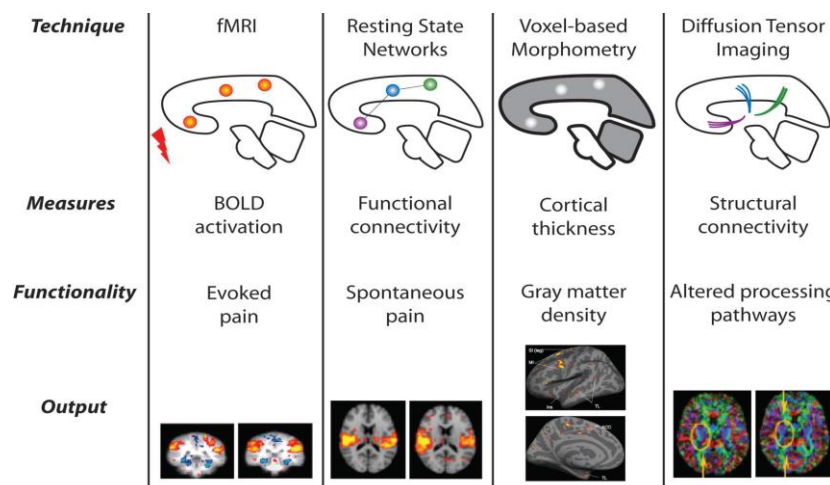 Technique
fMRI
Resting State
Networks
Voxel-based
Morphometry
Diffusion Tensor
Imaging
Measures
BOLD
activation
Functional
connectivity
Cortical
thickness
Structural
connectivity
Functionality
Evoked
pain
Spontaneous
pain
Gray matter
density
Altered processing
pathways
Output